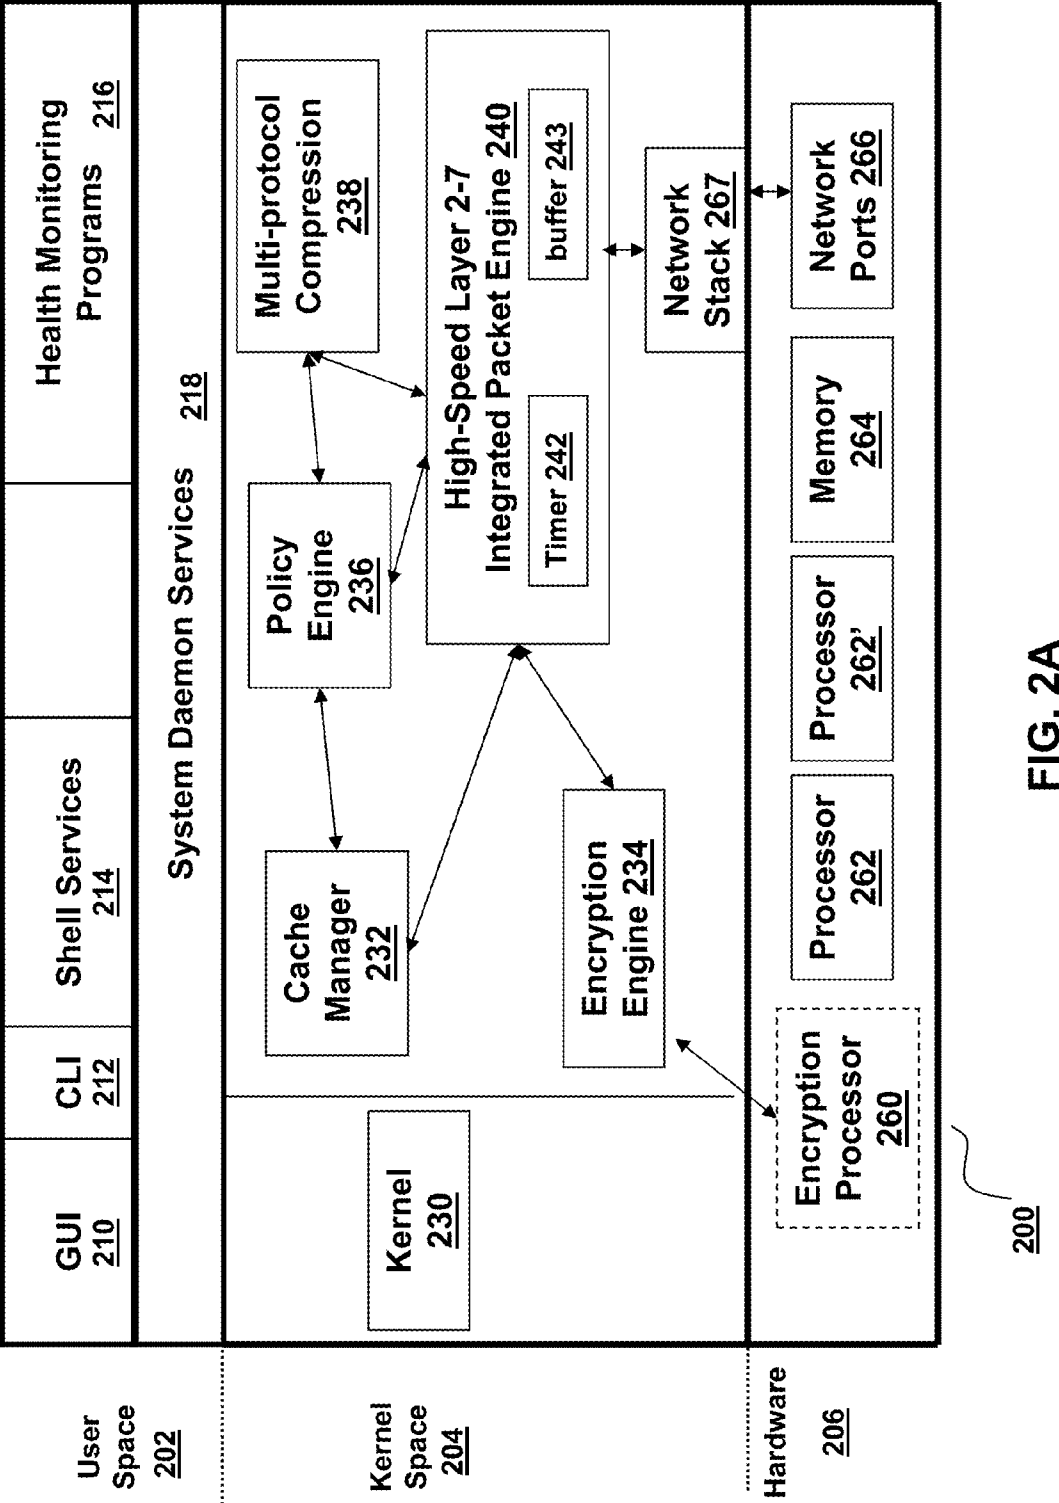 User
Space
202
GUI
210
CLI
212
Shell Services
214
Health Monitoring
Programs 216
System Daemon Services 218
Kernel
Space
204
Kernel
230
Cache
Manager
232
Policy
Engine
236
Multi-protocol
Compression
238
High-Speed Layer 2-7
Integrated Packet Engine 240
Timer 242
buffer 243
Encryption
Engine 234
Network
Stack 267
Hardware
206
Encryption
Processor
260
Processor
262
Processor
262’
Memory
264
Network
Ports 266
200
FIG. 2A